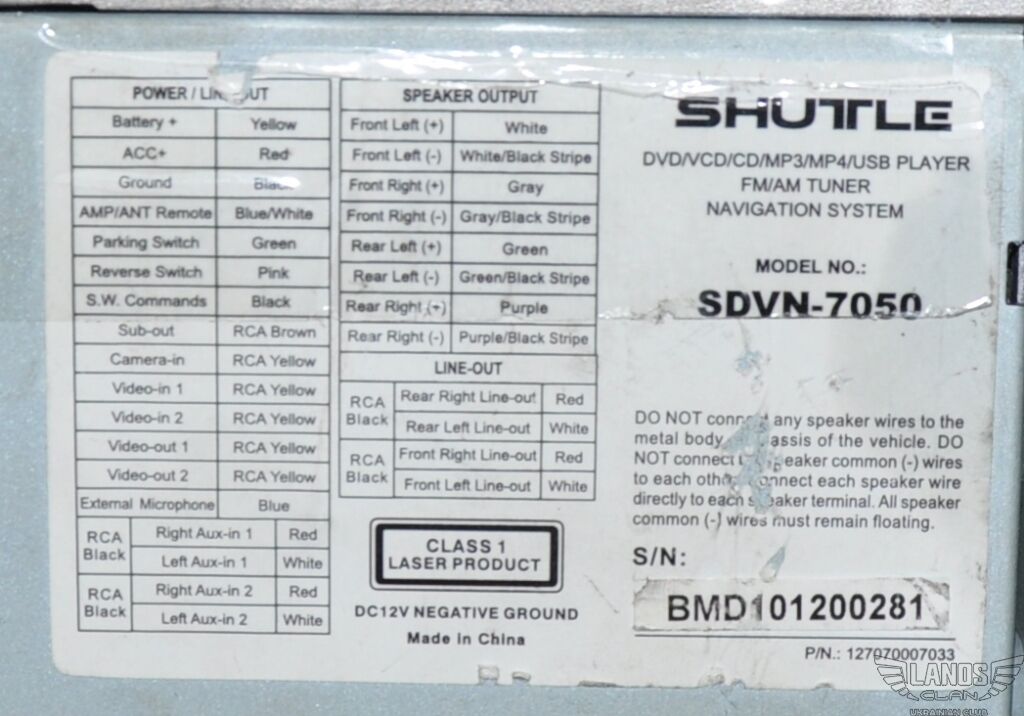 POWER / LINE-OUT
Battery + Yellow
ACC+ Red
Ground Black
AMP/ANT Remote Blue/White
Parking Switch Green
Reverse Switch Pink
S.W. Commands Black
Sub-out RCA Brown
Camera-in RCA Yellow
Video-in 1 RCA Yellow
Video-in 2 RCA Yellow
Video-out 1 RCA Yellow
Video-out 2 RCA Yellow
External Microphone Blue
RCA Black Right Aux-in 1 Red
Left Aux-in 1 White
RCA Black Right Aux-in 2 Red
Left Aux-in 2 White
SPEAKER OUTPUT
Front Left (+) White
Front Left (-) White/Black Stripe
Front Right (+) Gray
Front Right (-) Gray/Black Stripe
Rear Left (+) Green
Rear Left (-) Green/Black Stripe
Rear Right (+) Purple
Rear Right (-) Purple/Black Stripe
LINE-OUT
RCA Black Rear Right Line-out Red
Rear Left Line-out White
RCA Black Front Right Line-out Red
Front Left Line-out White
CLASS 1
LASER PRODUCT
DC12V NEGATIVE GROUND
Made in China
SHUTTLE
DVD/VCD/CD/MP3/MP4/USB PLAYER
FM/AM TUNER
NAVIGATION SYSTEM
MODEL NO.:
SDVN-7050
DO NOT connect any speaker wires to the
metal body assis of the vehicle. DO
NOT connect eaker common (-) wires
to each other onnect each speaker wire
directly to each speaker terminal. All speaker
common (-) wires must remain floating.
S/N:
BMD101200281
P/N.: 127070007033
LANOS
CLAN
UKRAINIAN CLUB